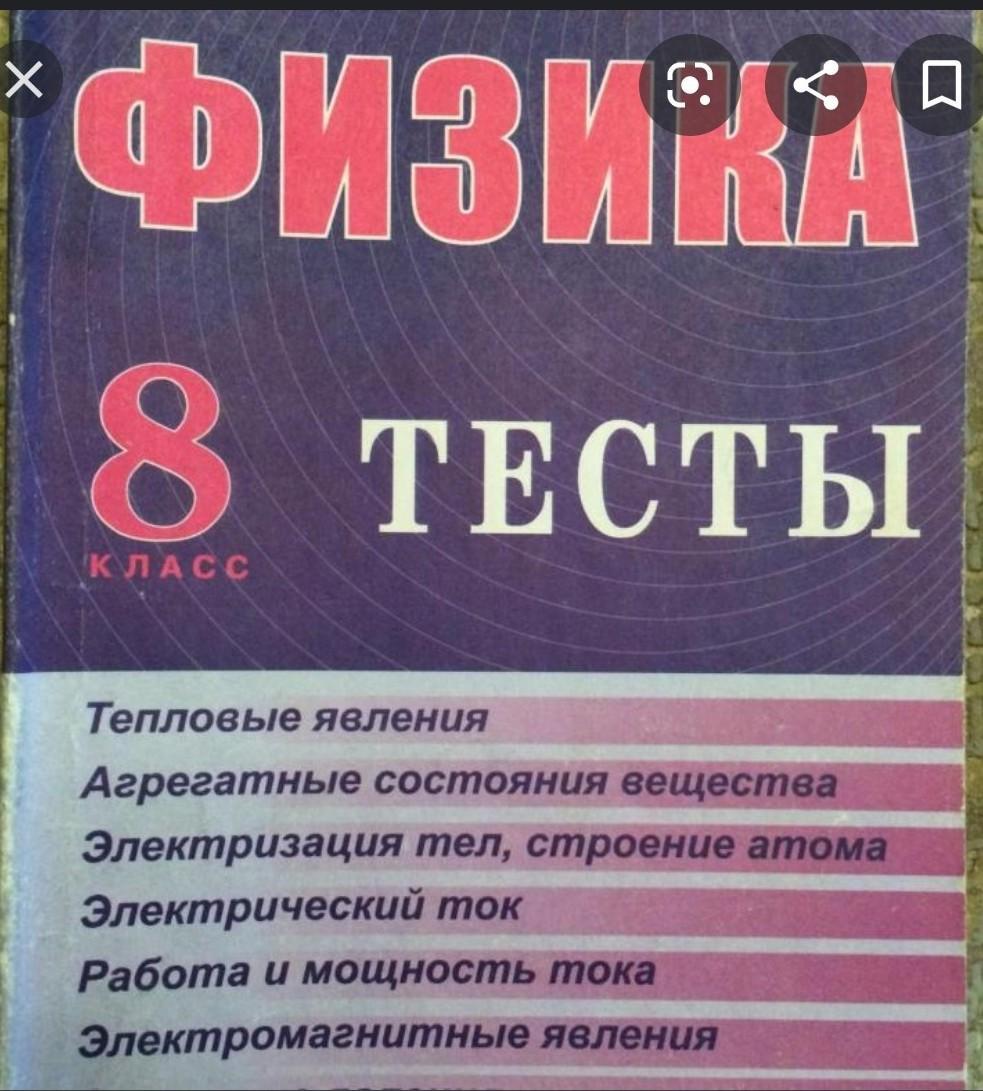 ФИЗИКА
8
КЛАСС
ТЕСТЫ
Тепловые явления
Агрегатные состояния вещества
Электризация тел, строение атома
Электрический ток
Работа и мощность тока
Электромагнитные явления